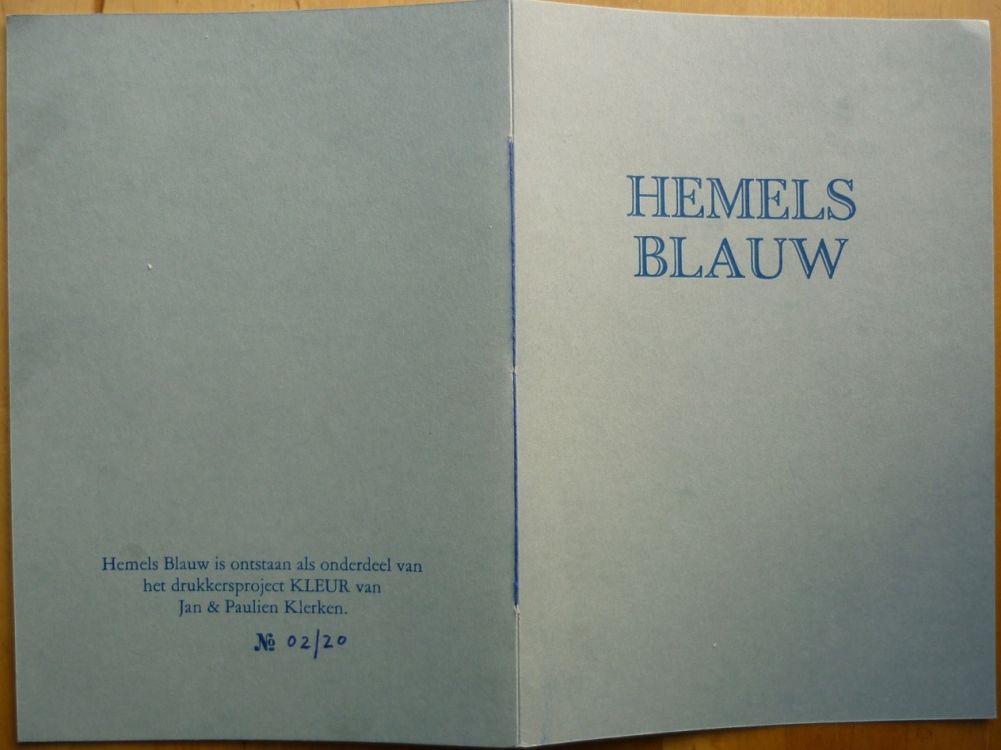 Hemels Blauw is ontstaan als onderdeel van
het drukkersproject KLEUR van
Jan & Paulien Klerken.
№ 02/20
HEMELS
BLAUW